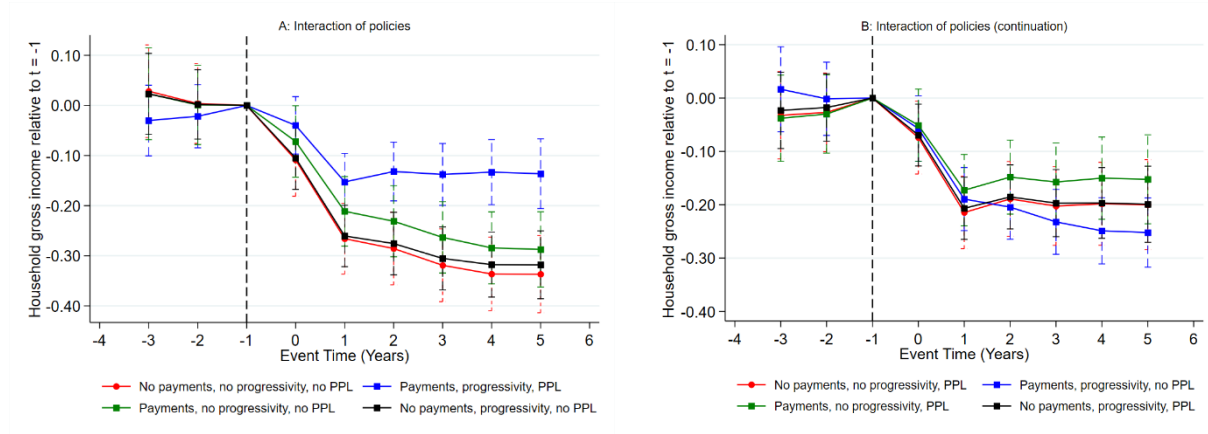 A: Interaction of policies
Household gross income relative to t = -1
0.10
0.00
-0.10
-0.20
-0.30
-0.40
-4 -3 -2 -1 0 1 2 3 4 5 6
Event Time (Years)
No payments, no progressivity, no PPL
Payments, progressivity, PPL
Payments, no progressivity, no PPL
No payments, progressivity, no PPL
B: Interaction of policies (continuation)
Household gross income relative to t = -1
0.10
0.00
-0.10
-0.20
-0.30
-0.40
-4 -3 -2 -1 0 1 2 3 4 5 6
Event Time (Years)
No payments, no progressivity, PPL
Payments, progressivity, no PPL
Payments, no progressivity, PPL
No payments, progressivity, PPL